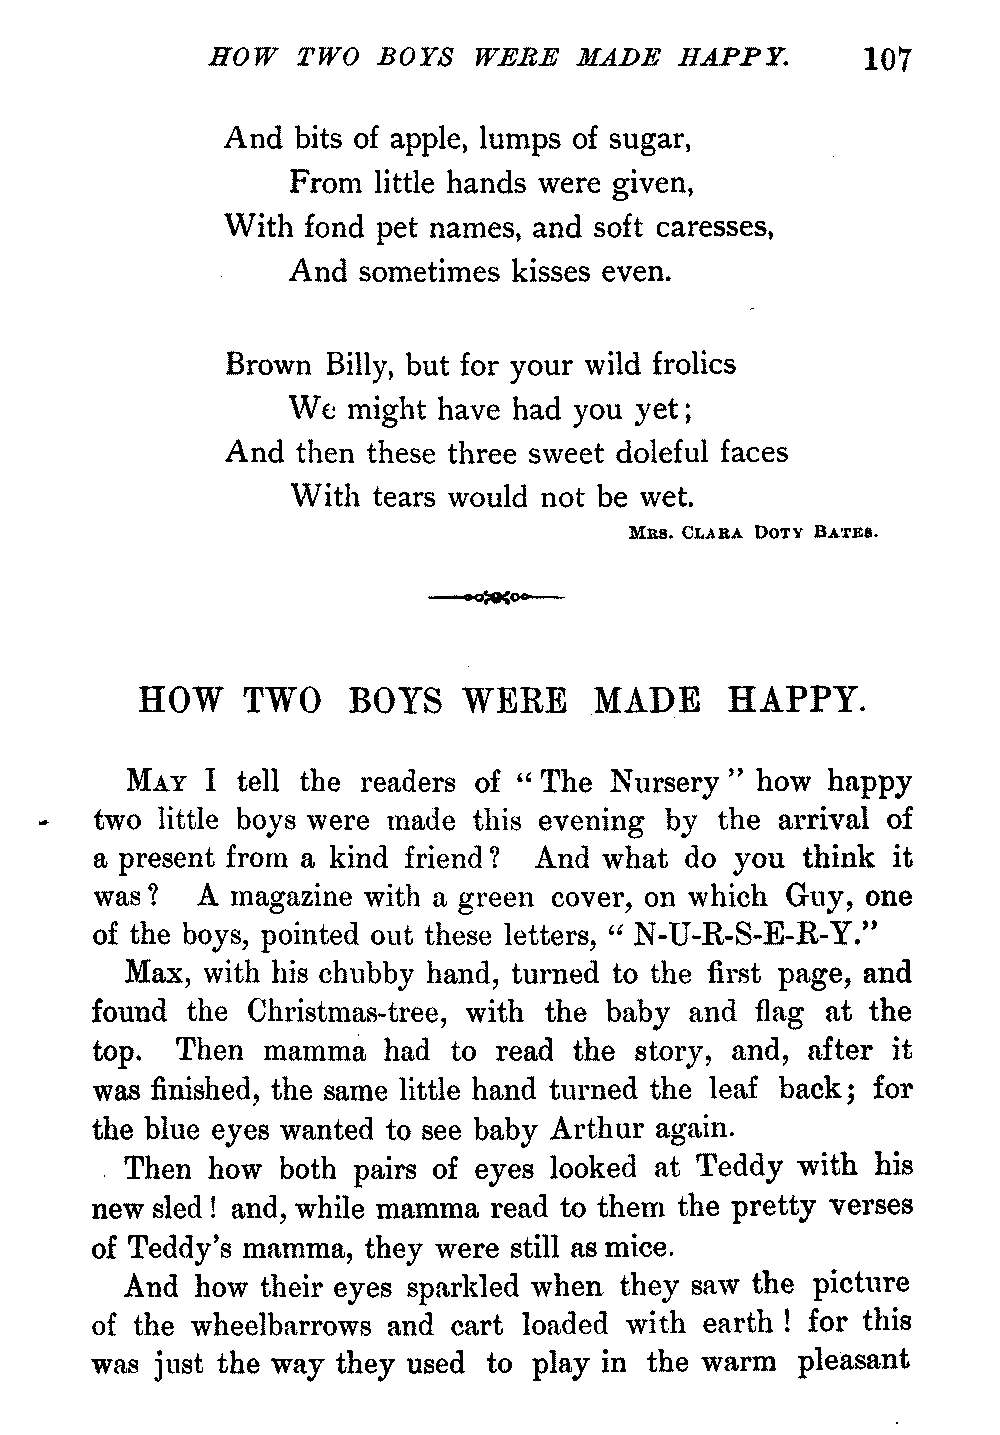 HOW TWO BOYS WERE MADE HAPPY. 107
And bits of apple, lumps of sugar,
From little hands were given,
With fond pet names, and soft caresses,
And sometimes kisses even.
Brown Billy, but for your wild frolics
We might have had you yet;
And then these three sweet doleful faces
With tears would not be wet.
MRS. CLARA DOTY BATES.
HOW TWO BOYS WERE MADE HAPPY.
MAY I tell the readers of "The Nursery" how happy
two little boys were made this evening by the arrival of
a present from a kind friend? And what do you think it
was? A magazine with a green cover, on which Guy, one
of the boys, pointed out these letters, "N-U-R-S-E-R-Y."
Max, with his chubby hand, turned to the first page, and
found the Christmas-tree, with the baby and flag at the
top. Then mamma had to read the story, and, after it
was finished, the same little hand turned the leaf back; for
the blue eyes wanted to see baby Arthur again.
Then how both pairs of eyes looked at Teddy with his
new sled! and, while mamma read to them the pretty verses
of Teddy's mamma, they were still as mice.
And how their eyes sparkled when they saw the picture
of the wheelbarrows and cart loaded with earth! for this
was just the way they used to play in the warm pleasant